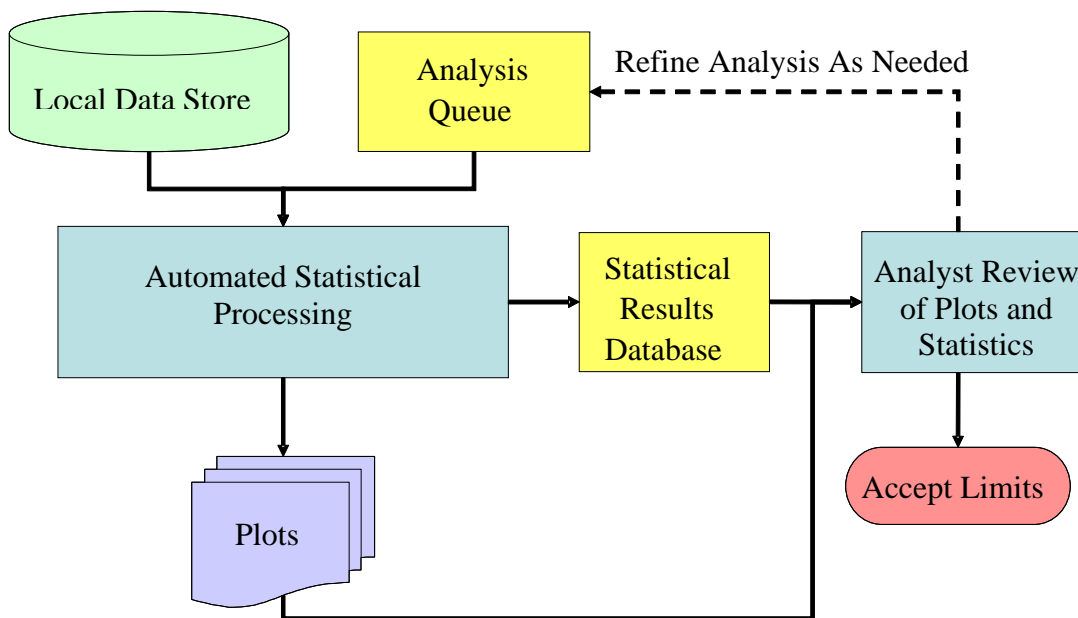 Local Data Store
Analysis
Queue
Refine Analysis As Needed
Automated Statistical
Processing
Statistical
Results
Database
Analyst Review
of Plots and
Statistics
Plots
Accept Limits